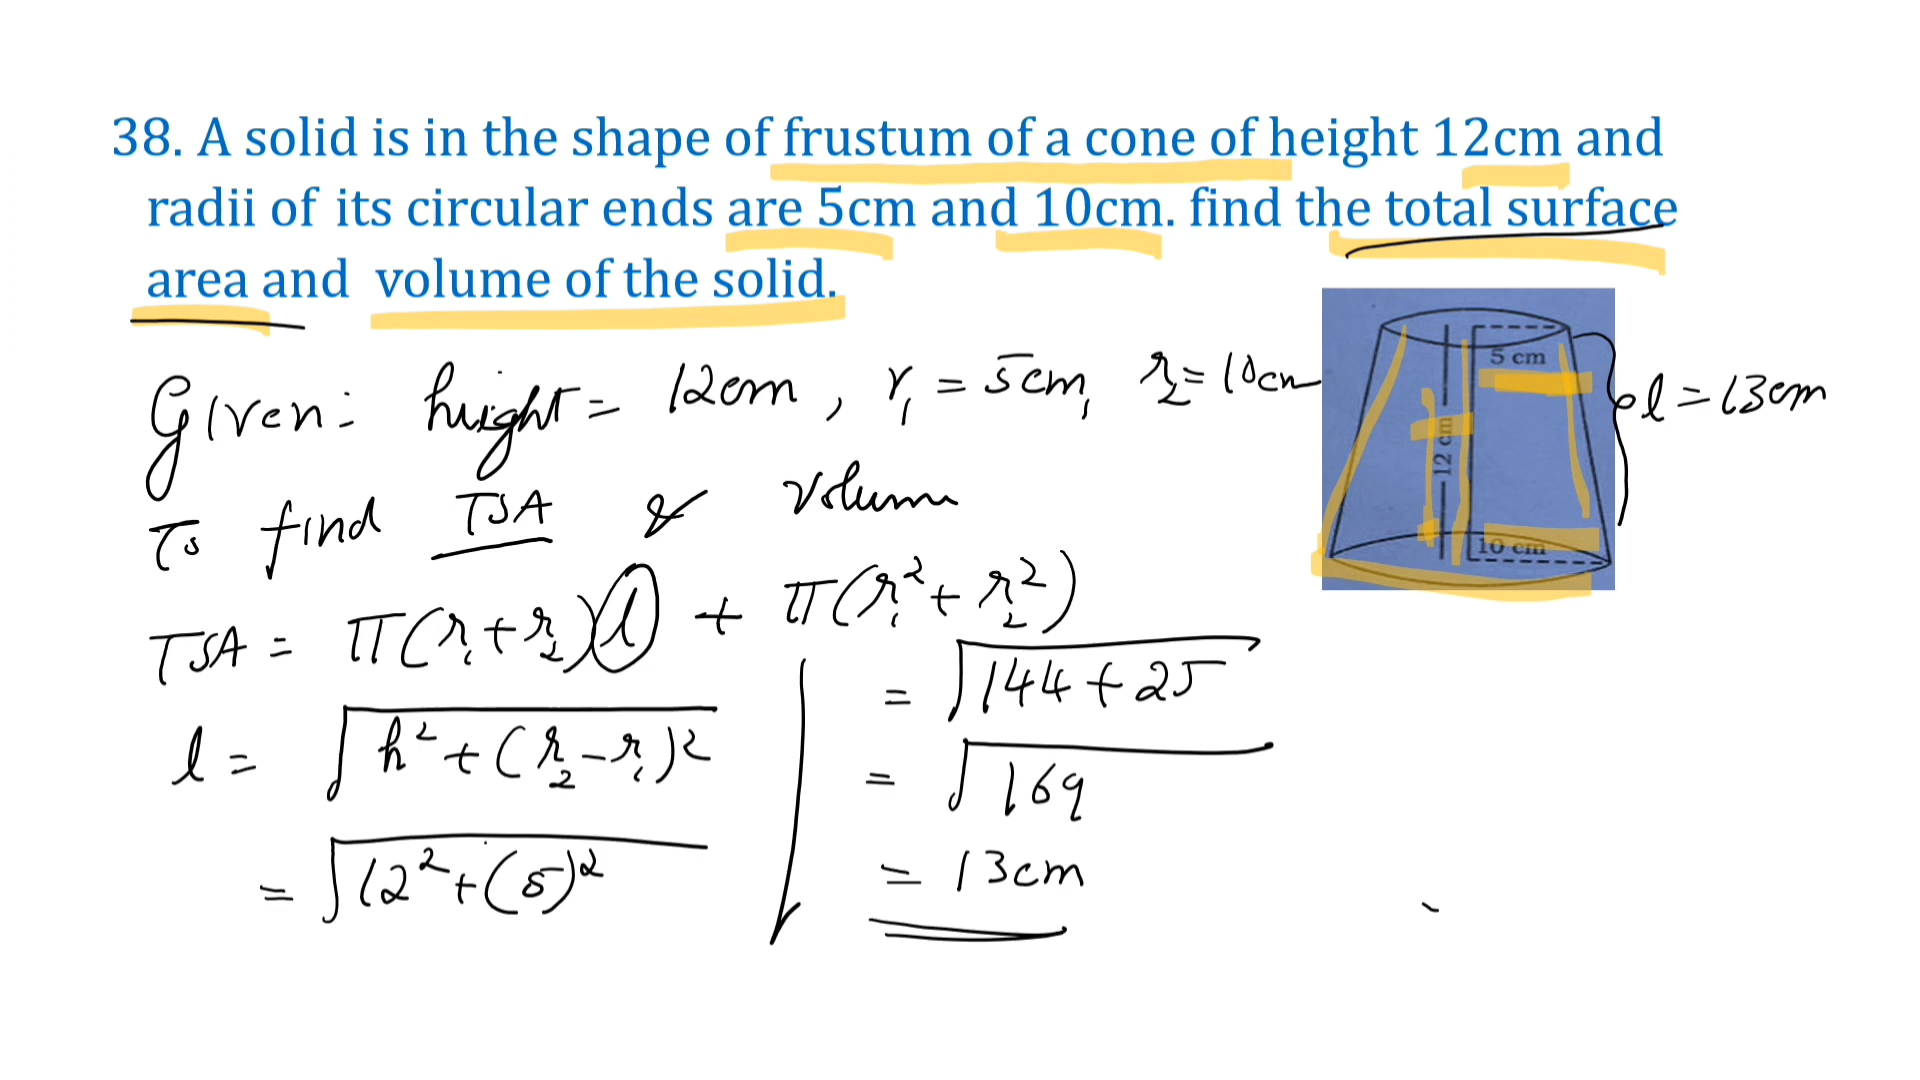 38. A solid is in the shape of frustum of a cone of height 12cm and
radii of its circular ends are 5cm and 10cm. find the total surface
area and volume of the solid.
Given: height = 12cm, r₁ = 5cm, r₂ = 10cm
5 cm
12 cm
10 cm
l = 13cm
To find TSA & volume
TSA = π(r₁+r₂)l + π(r₁²+r₂²)
l = √h²+(r₂-r₁)²
= √12²+(5)²
= √144+25
= √169
= 13cm